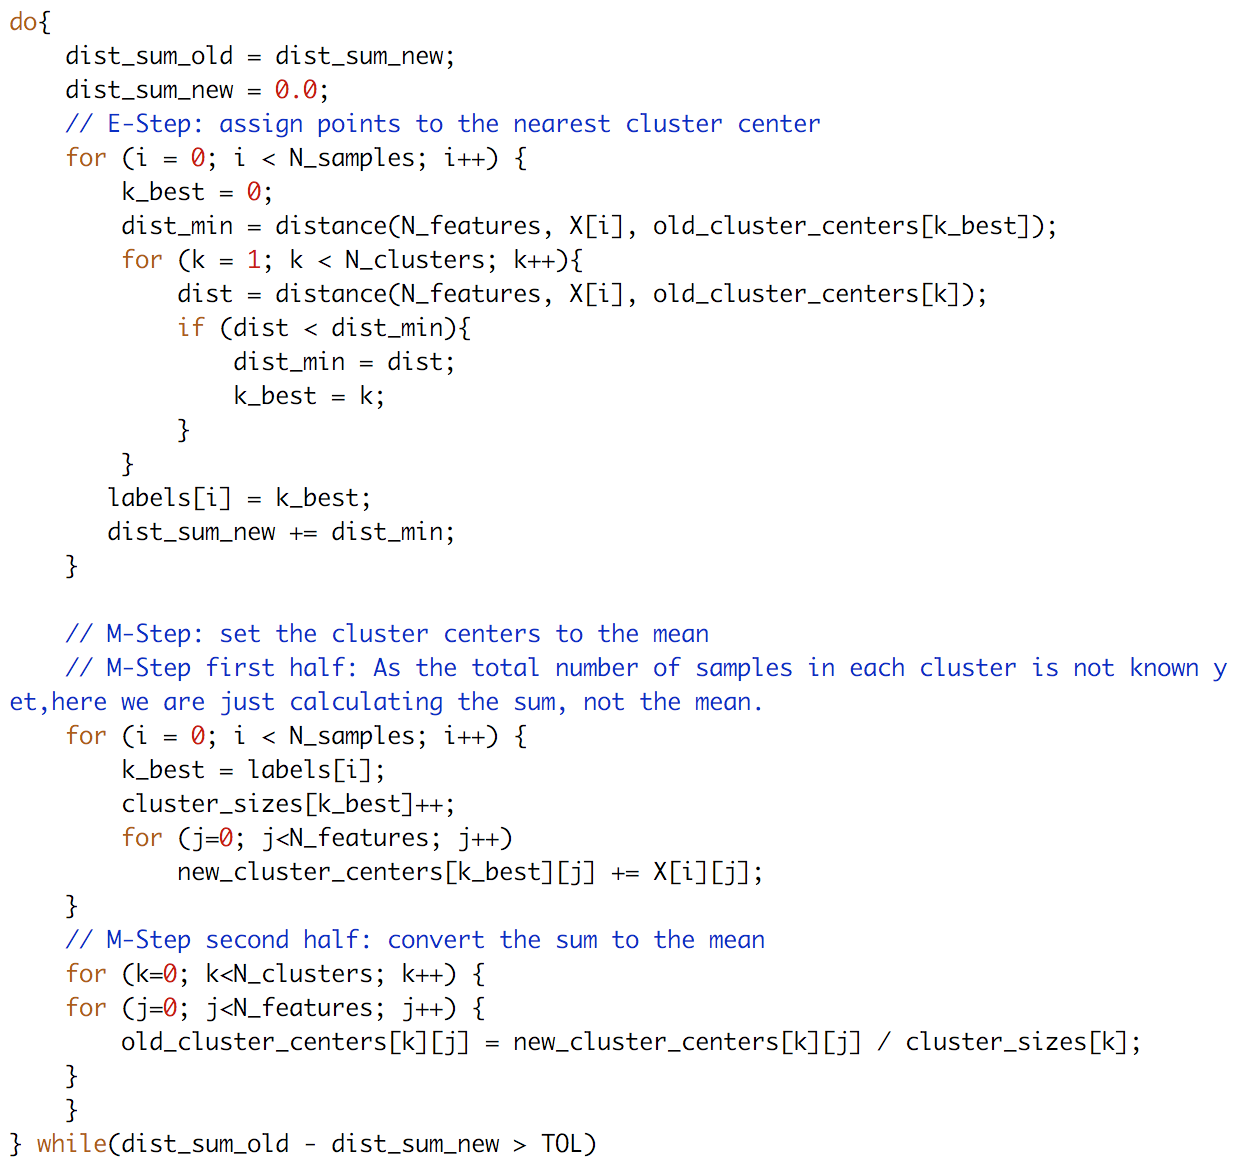 do{
    dist_sum_old = dist_sum_new;
    dist_sum_new = 0.0;
    // E-Step: assign points to the nearest cluster center
    for (i = 0; i < N_samples; i++) {
        k_best = 0;
        dist_min = distance(N_features, X[i], old_cluster_centers[k_best]);
        for (k = 1; k < N_clusters; k++){
            dist = distance(N_features, X[i], old_cluster_centers[k]);
            if (dist < dist_min){
                dist_min = dist;
                k_best = k;
            }
        }
       labels[i] = k_best;
       dist_sum_new += dist_min;
    }

    // M-Step: set the cluster centers to the mean
    // M-Step first half: As the total number of samples in each cluster is not known y
et,here we are just calculating the sum, not the mean.
    for (i = 0; i < N_samples; i++) {
        k_best = labels[i];
        cluster_sizes[k_best]++;
        for (j=0; j<N_features; j++)
            new_cluster_centers[k_best][j] += X[i][j];
    }
    // M-Step second half: convert the sum to the mean
    for (k=0; k<N_clusters; k++) {
    for (j=0; j<N_features; j++) {
        old_cluster_centers[k][j] = new_cluster_centers[k][j] / cluster_sizes[k];
    }
    }
} while(dist_sum_old - dist_sum_new > TOL)